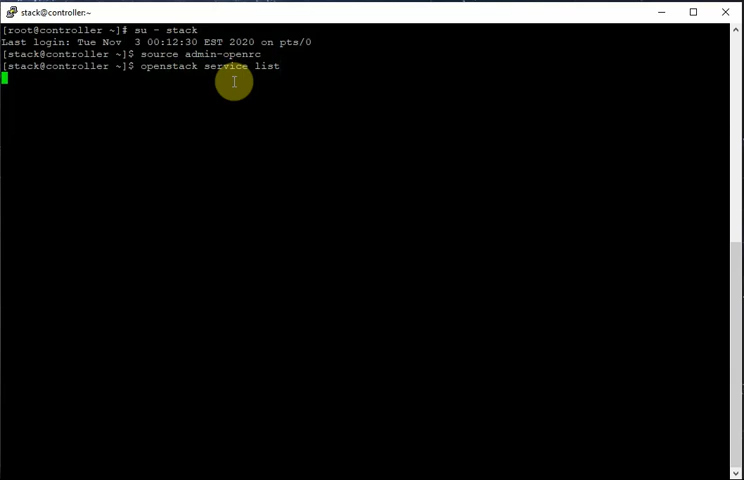 stack@controller:~
[root@controller ~]# su - stack
Last login: Tue Nov  3 00:12:30 EST 2020 on pts/0
[stack@controller ~]$ source admin-openrc
[stack@controller ~]$ openstack service list